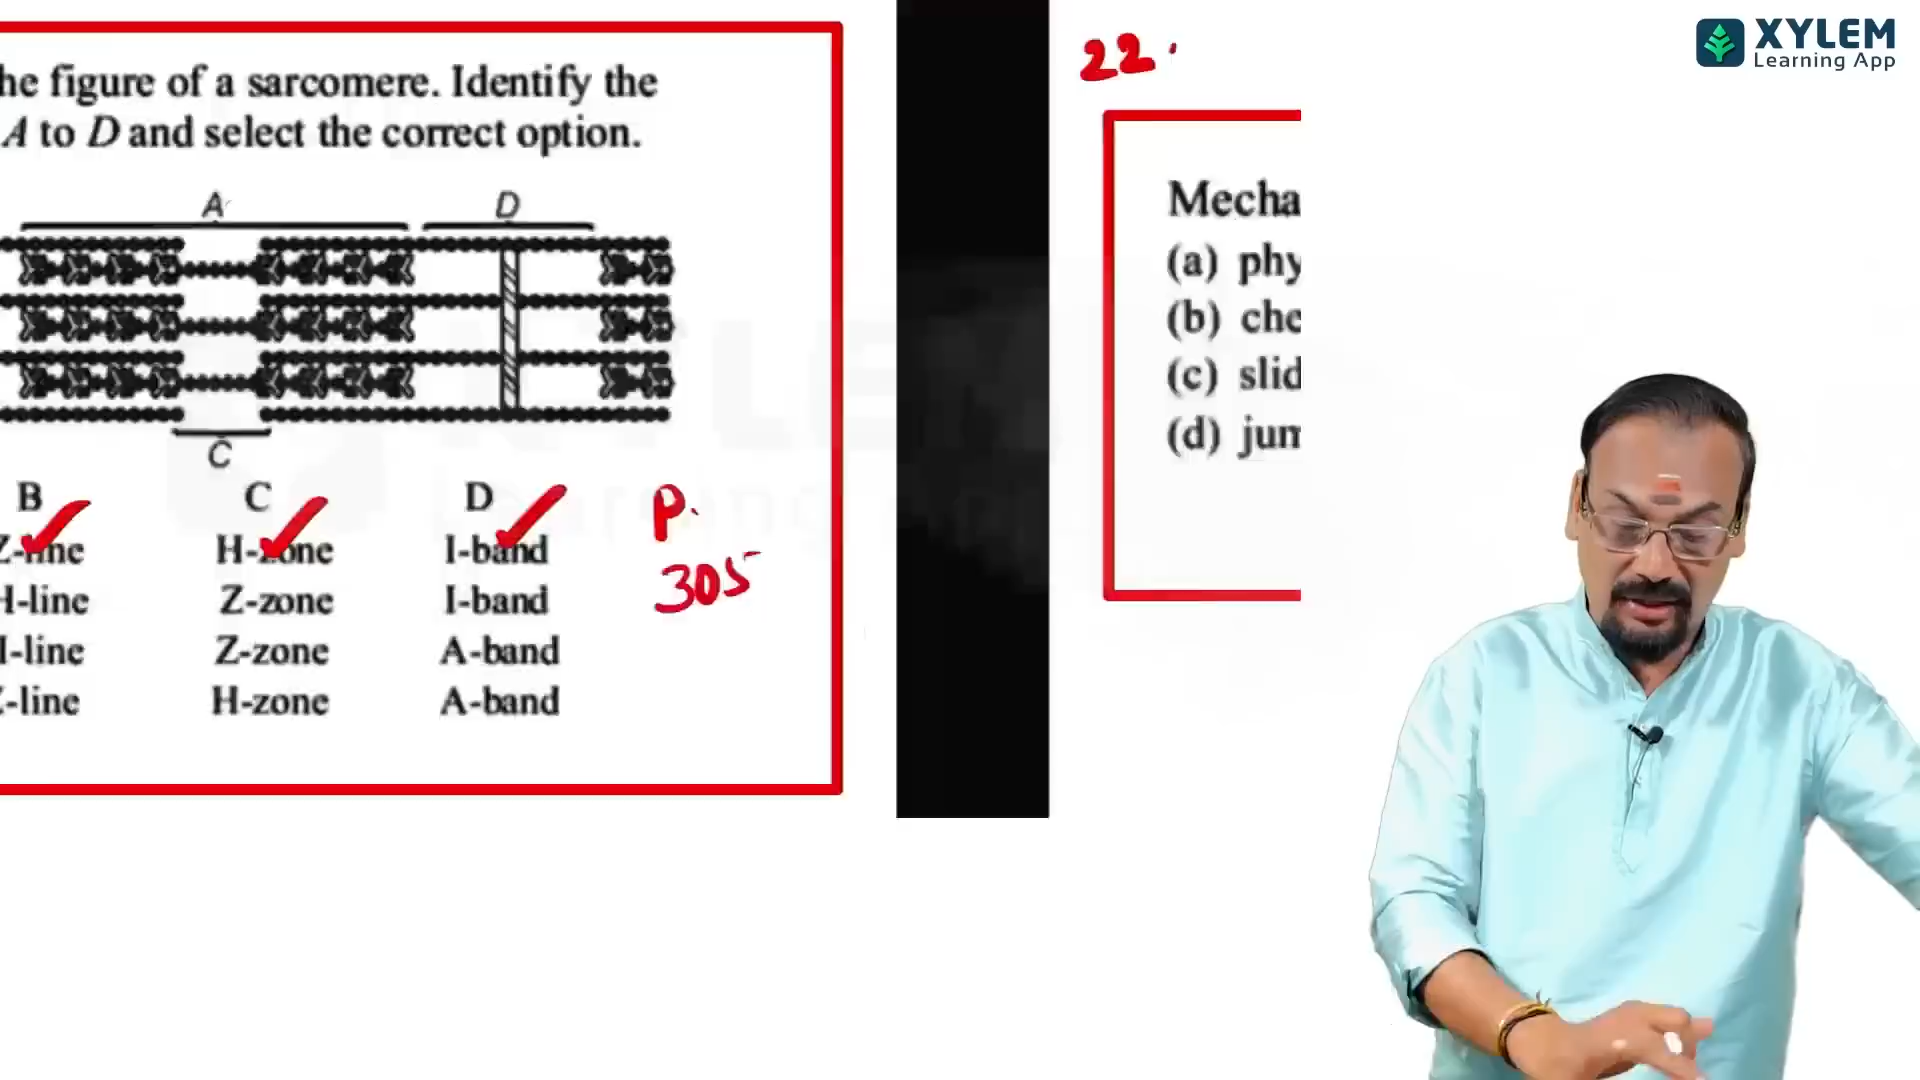 he figure of a sarcomere. Identify the
A to D and select the correct option.
A
D
C
B C D
Z-line H-zone I-band
H-line Z-zone I-band
I-line Z-zone A-band
-line H-zone A-band
P.
305
22.
Mecha
(a) phy
(b) che
(c) slid
(d) jum
XYLEM
Learning App